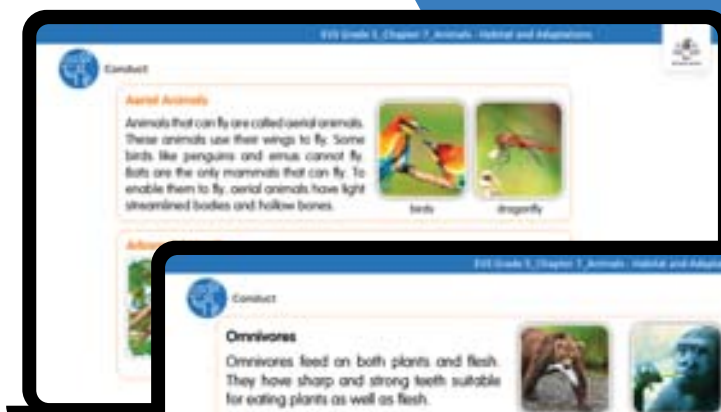 EVS Grade 5_Chapter 7_Animals - Habitat and Adaptations
Conduct
Aerial Animals
Animals that can fly are called aerial animals.
These animals use their wings to fly. Some
birds like penguins and emus cannot fly.
Bats are the only mammals that can fly. To
enable them to fly, aerial animals have light
streamlined bodies and hollow bones.
birds
dragonfly
EVS Grade 5_Chapter 7_Animals - Habitat and Adapta
Conduct
Omnivores
Omnivores feed on both plants and flesh.
They have sharp and strong teeth suitable
for eating plants as well as flesh.